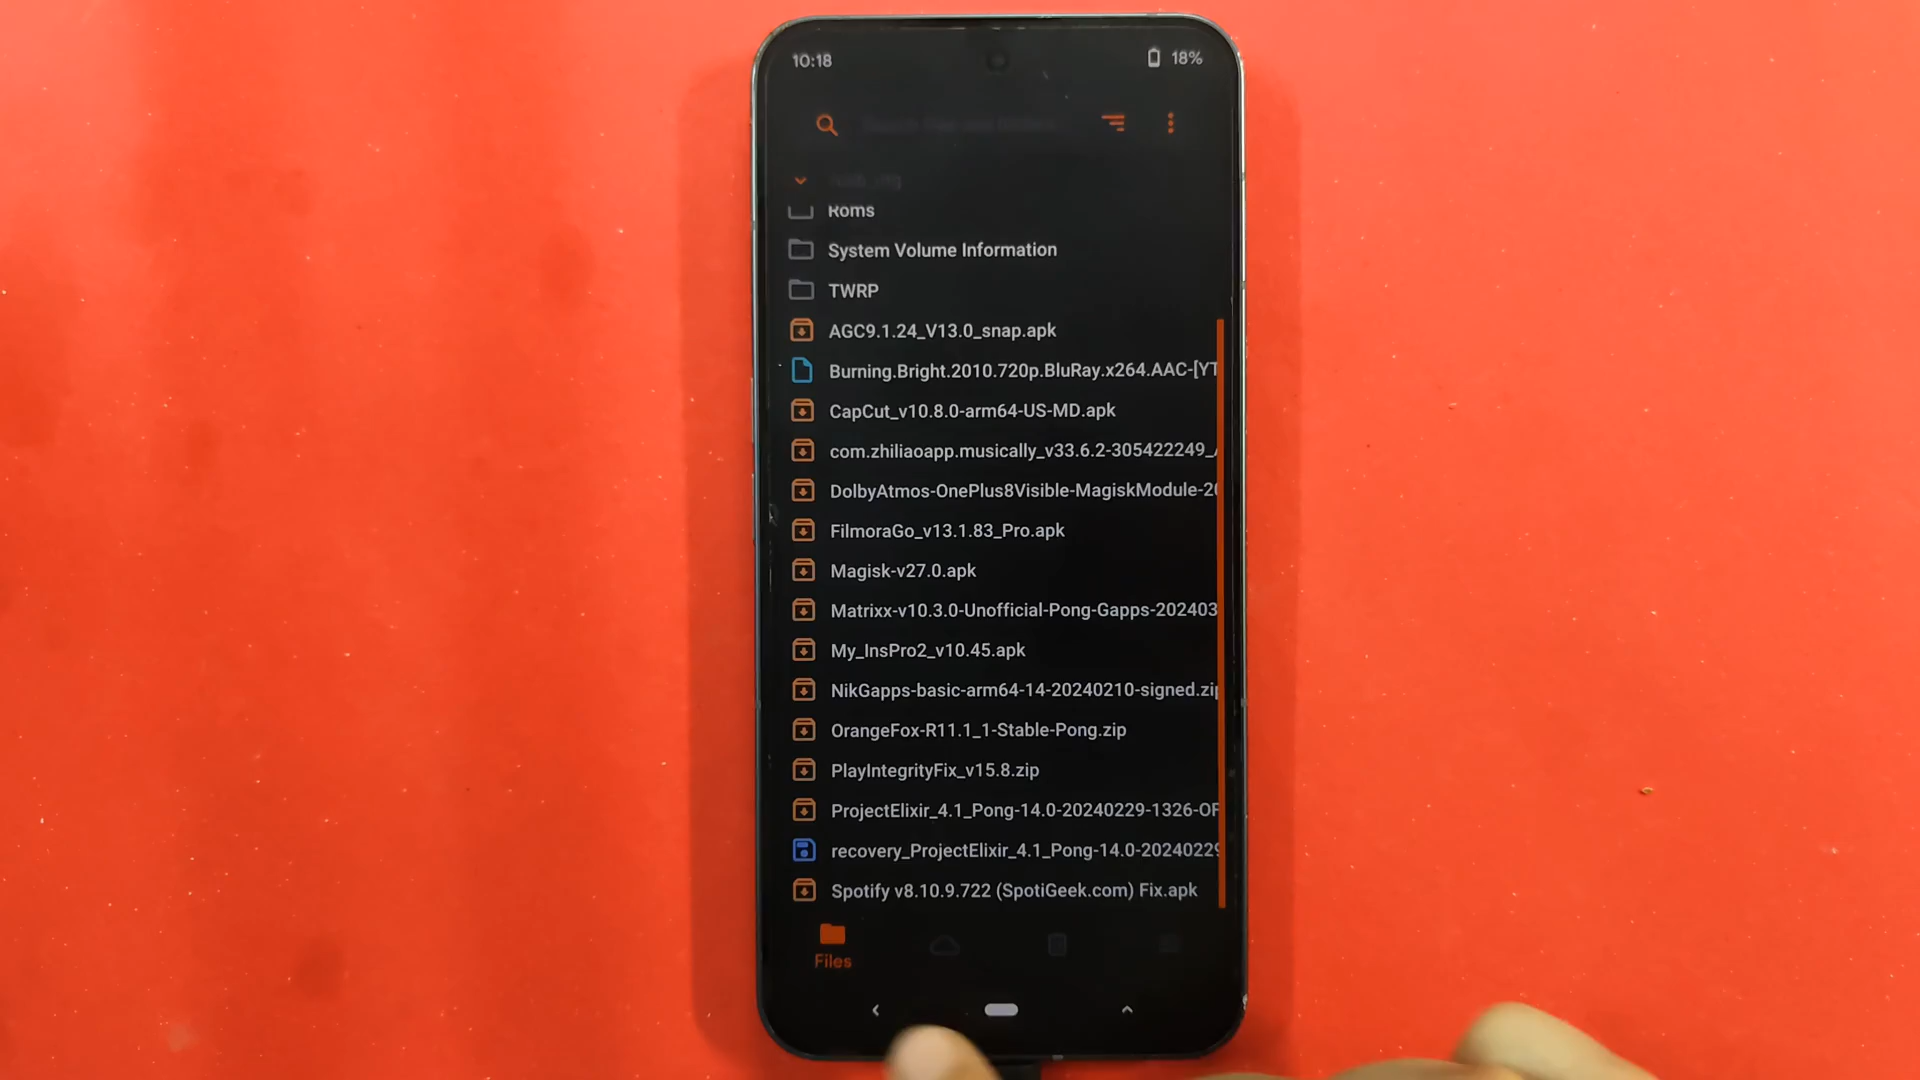 10:18
18%
Roms
System Volume Information
TWRP
AGC9.1.24_V13.0_snap.apk
Burning.Bright.2010.720p.BluRay.x264.AAC-[YT
CapCut_v10.8.0-arm64-US-MD.apk
com.zhiliaoapp.musically_v33.6.2-305422249_
DolbyAtmos-OnePlus8Visible-MagiskModule-20
FilmoraGo_v13.1.83_Pro.apk
Magisk-v27.0.apk
Matrixx-v10.3.0-Unofficial-Pong-Gapps-202403
My_InsPro2_v10.45.apk
NikGapps-basic-arm64-14-20240210-signed.zip
OrangeFox-R11.1_1-Stable-Pong.zip
PlayIntegrityFix_v15.8.zip
ProjectElixir_4.1_Pong-14.0-20240229-1326-OF
recovery_ProjectElixir_4.1_Pong-14.0-20240229
Spotify v8.10.9.722 (SpotiGeek.com) Fix.apk
Files